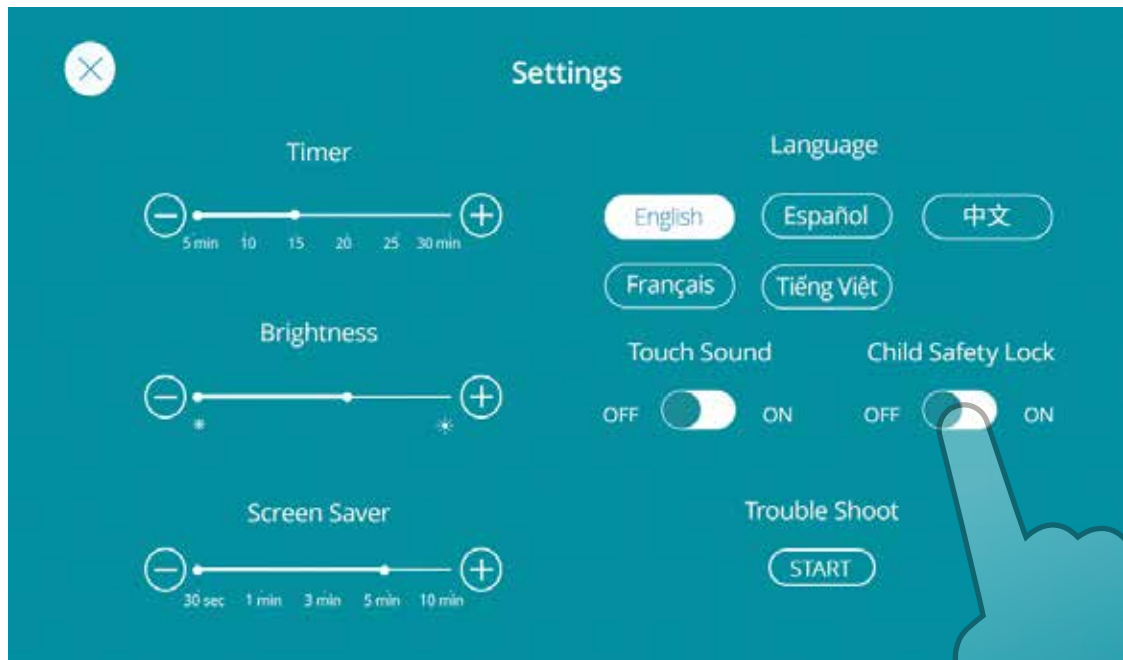 Settings
Timer
5 min 10 15 20 25 30 min
Brightness
Screen Saver
30 sec 1 min 3 min 5 min 10 min
Language
English Español 中文
Français Tiếng Việt
Touch Sound
OFF ON
Child Safety Lock
OFF ON
Trouble Shoot
START